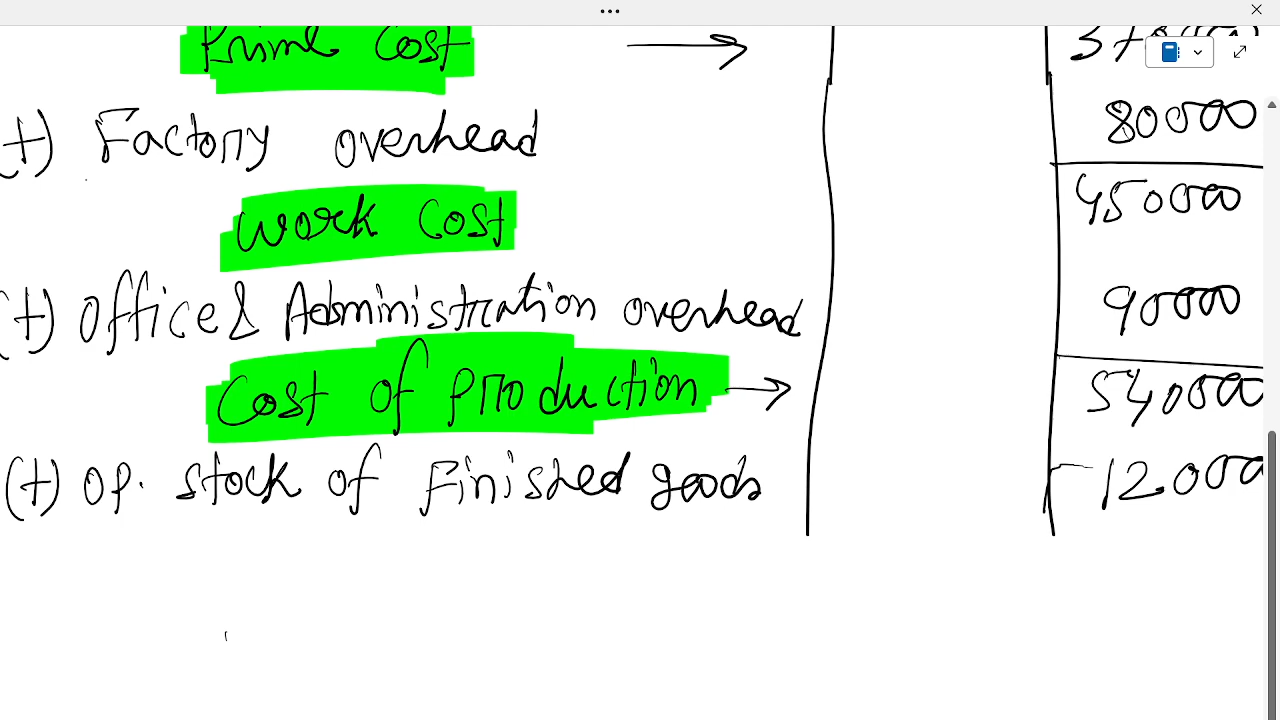 Prime Cost
(+) Factory overhead 80000
Work Cost 450000
(+) Office & Administration overhead 90000
Cost of production 540000
(+) Op. stock of Finished goods 12000